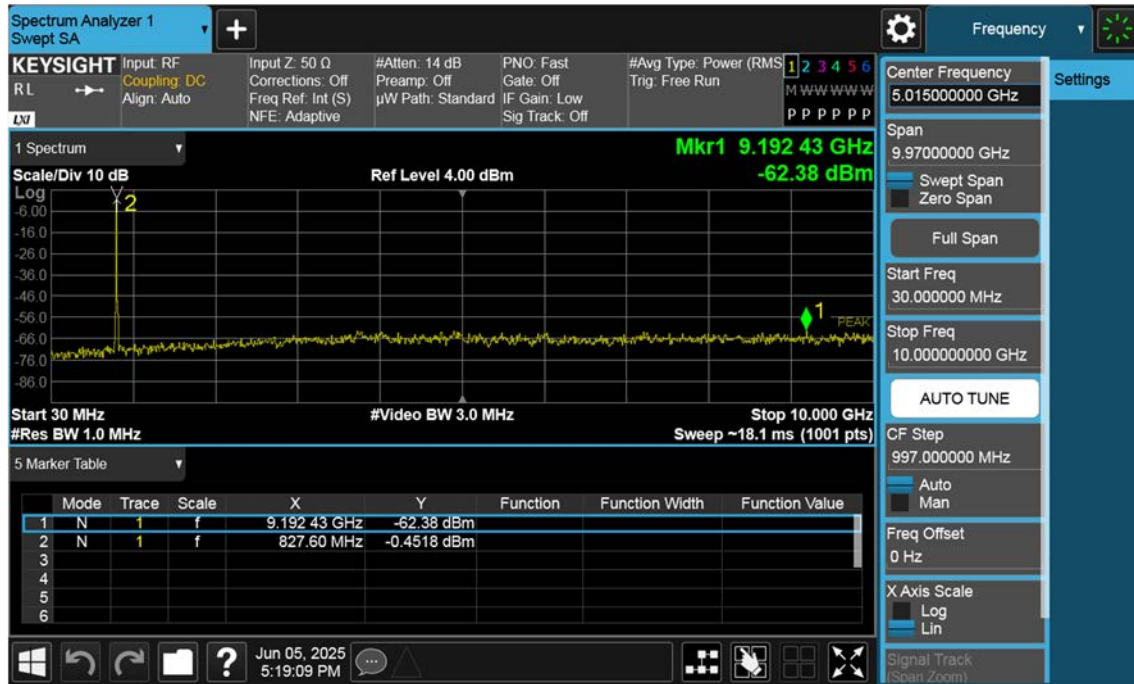 Spectrum Analyzer 1
Swept SA
Frequency
KEYSIGHT
RL
LXI
Input: RF
Coupling: DC
Align: Auto
Input Z: 50 Ω
Corrections: Off
Freq Ref: Int (S)
NFE: Adaptive
#Atten: 14 dB
Preamp: Off
µW Path: Standard
PNO: Fast
Gate: Off
IF Gain: Low
Sig Track: Off
#Avg Type: Power (RMS
Trig: Free Run
1 2 3 4 5 6
M W W W W W
P P P P P P
1 Spectrum
Mkr1 9.192 43 GHz
-62.38 dBm
Scale/Div 10 dB
Ref Level 4.00 dBm
Log
-6.00
-16.0
-26.0
-36.0
-46.0
-56.0
-66.0
-76.0
-86.0
2
1
PEAK
Start 30 MHz
#Video BW 3.0 MHz
Stop 10.000 GHz
#Res BW 1.0 MHz
Sweep ~18.1 ms (1001 pts)
5 Marker Table
Mode Trace Scale X Y Function Function Width Function Value
1 N 1 f 9.192 43 GHz -62.38 dBm
2 N 1 f 827.60 MHz -0.4518 dBm
3
4
5
6
Jun 05, 2025
5:19:09 PM
Center Frequency
5.015000000 GHz
Settings
Span
9.97000000 GHz
Swept Span
Zero Span
Full Span
Start Freq
30.000000 MHz
Stop Freq
10.000000000 GHz
AUTO TUNE
CF Step
997.000000 MHz
Auto
Man
Freq Offset
0 Hz
X Axis Scale
Log
Lin
Signal Track
(Span Zoom)